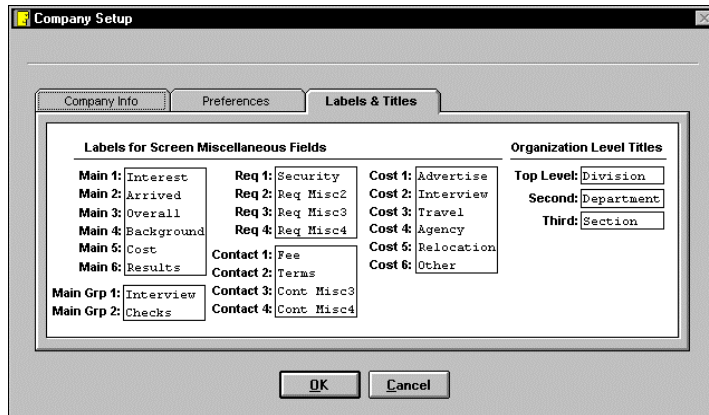 Company Setup
Company Info Preferences Labels & Titles
Labels for Screen Miscellaneous Fields
Main 1: Interest
Main 2: Arrived
Main 3: Overall
Main 4: Background
Main 5: Cost
Main 6: Results
Main Grp 1: Interview
Main Grp 2: Checks
Req 1: Security
Req 2: Req Misc2
Req 3: Req Misc3
Req 4: Req Misc4
Contact 1: Fee
Contact 2: Terms
Contact 3: Cont Misc3
Contact 4: Cont Misc4
Cost 1: Advertise
Cost 2: Interview
Cost 3: Travel
Cost 4: Agency
Cost 5: Relocation
Cost 6: Other
Organization Level Titles
Top Level: Division
Second: Department
Third: Section
OK Cancel